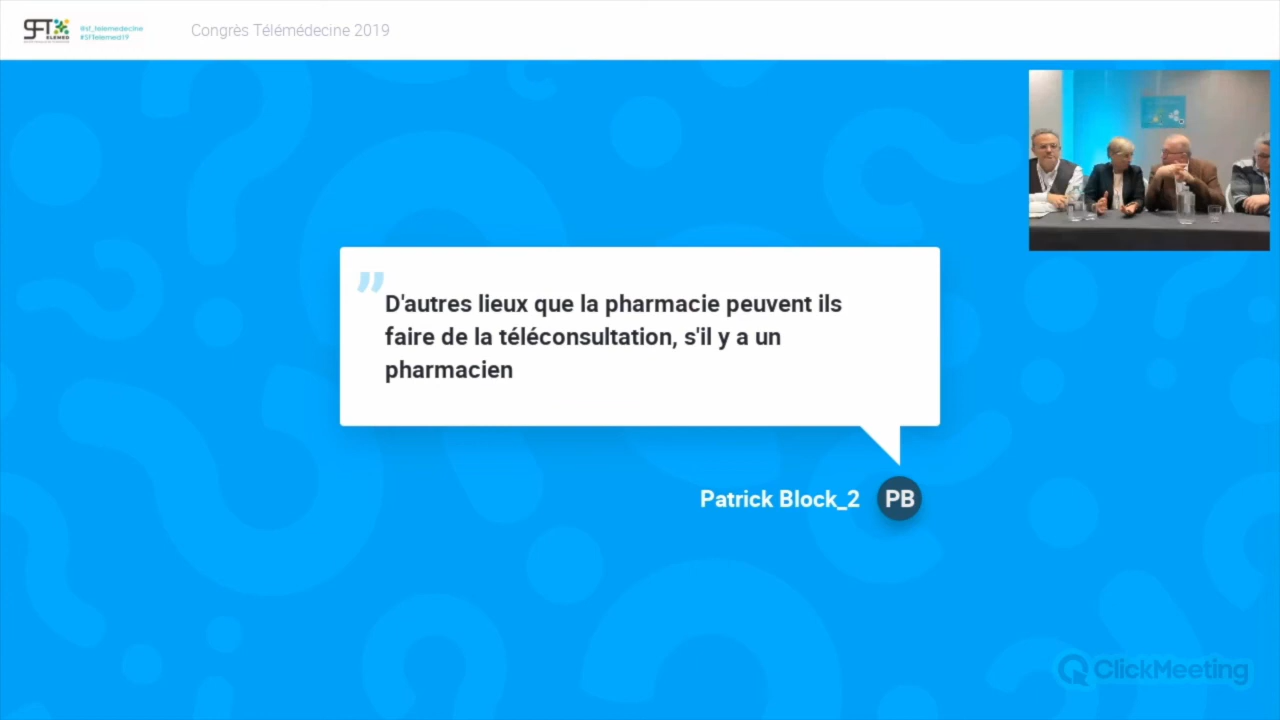 SFT
ELEMED
@sf_telemedecine
#SFTelemed19
Congrès Télémédecine 2019
D'autres lieux que la pharmacie peuvent ils
faire de la téléconsultation, s'il y a un
pharmacien
Patrick Block_2
PB
ClickMeeting